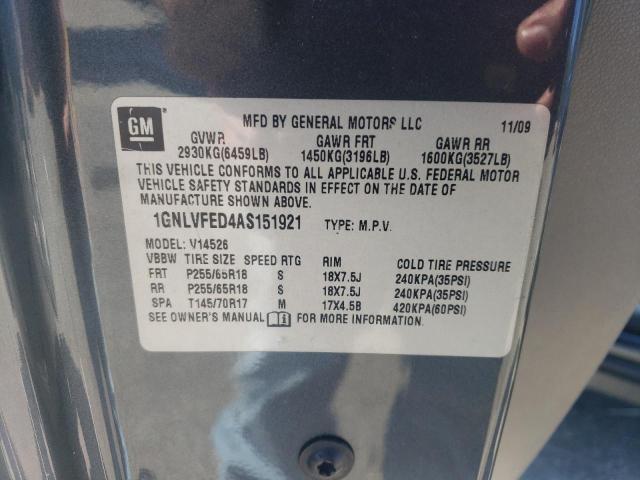 GM
MFD BY GENERAL MOTORS LLC 11/09
GVWR GAWR FRT GAWR RR
2930KG(6459LB) 1450KG(3196LB) 1600KG(3527LB)
THIS VEHICLE CONFORMS TO ALL APPLICABLE U.S. FEDERAL MOTOR
VEHICLE SAFETY STANDARDS IN EFFECT ON THE DATE OF
MANUFACTURE SHOWN ABOVE.
1GNLVFED4AS151921 TYPE: M.P.V.
MODEL: V14526
VBBW TIRE SIZE SPEED RTG RIM COLD TIRE PRESSURE
FRT P255/65R18 S 18X7.5J 240KPA(35PSI)
RR P255/65R18 S 18X7.5J 240KPA(35PSI)
SPA T145/70R17 M 17X4.5B 420KPA(60PSI)
SEE OWNER'S MANUAL FOR MORE INFORMATION.